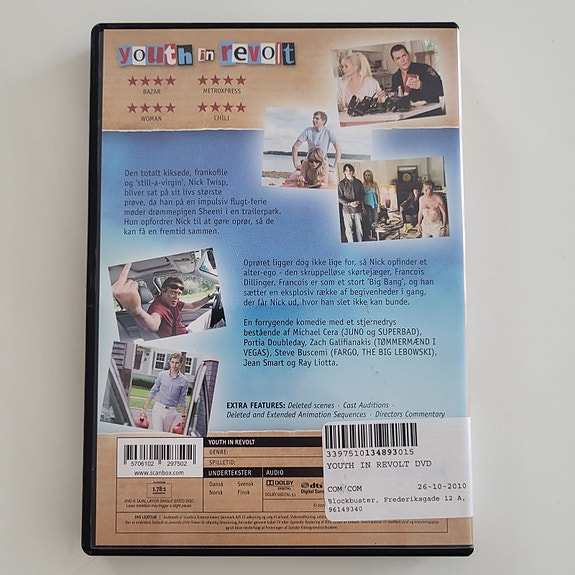 youth in revolt
★★★★ ★★★★
BAZAR METROXPRESS
★★★★ ★★★★
WOMAN CHILI
Den totalt kiksede, frankofile
og 'still-a-virgin', Nick Twisp,
bliver sat på sit livs største
prøve, da han på en impulsiv flugt-ferie
møder drømmepigen Sheeni i en trailerpark.
Hun opfordrer Nick til at gøre oprør, så de
kan få en fremtid sammen.
Oprøret ligger dog ikke lige for, så Nick opfinder et
alter-ego - den skruppelløse skørtejæger, Francois
Dillinger. Francois er som et stort 'Big Bang', og han
sætter en eksplosiv række af begivenheder i gang,
der får Nick ud, hvor han slet ikke kan bunde.
En forrygende komedie med et stjernedrys
bestående af Michael Cera (JUNO og SUPERBAD),
Portia Doubleday, Zach Galifianakis (TØMMERMÆND I
VEGAS), Steve Buscemi (FARGO, THE BIG LEBOWSKI),
Jean Smart og Ray Liotta.
EXTRA FEATURES: Deleted scenes · Cast Auditions ·
Deleted and Extended Animation Sequences · Directors Commentary
5706102 297502
www.scanbox.com
YOUTH IN REVOLT
GENRE:
SPILLETID:
UNDERTEKSTER AUDIO
Dansk Svensk
Norsk Finsk
DOLBY
DIGITAL
dts
Digital
1.78:1
3397510134893015
YOUTH IN REVOLT DVD
COM/COM 26-10-2010
Blockbuster, Frederiksgade 12 A,
96149340